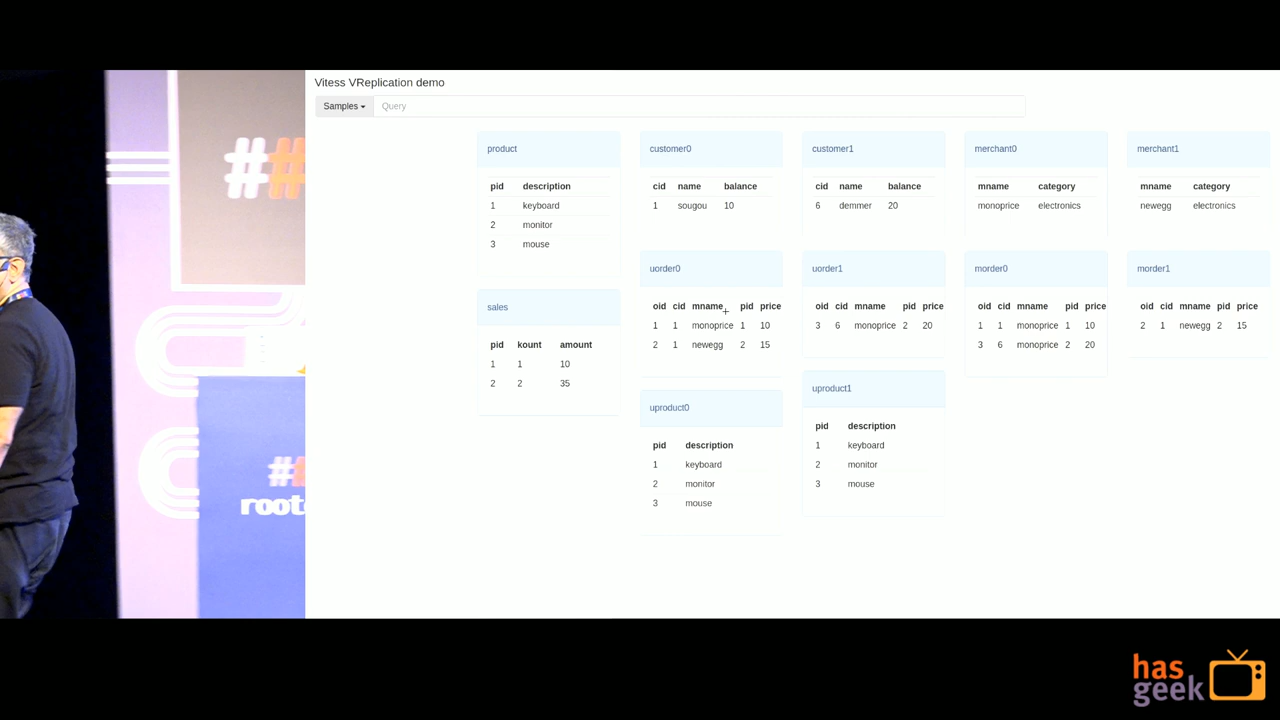 Vitess VReplication demo
Samples
Query
product
pid description
1 keyboard
2 monitor
3 mouse
sales
pid kount amount
1 1 10
2 2 35
customer0
cid name balance
1 sougou 10
uorder0
oid cid mname pid price
1 1 monoprice 1 10
2 1 newegg 2 15
uproduct0
pid description
1 keyboard
2 monitor
3 mouse
customer1
cid name balance
6 demmer 20
uorder1
oid cid mname pid price
3 6 monoprice 2 20
uproduct1
pid description
1 keyboard
2 monitor
3 mouse
merchant0
mname category
monoprice electronics
morder0
oid cid mname pid price
1 1 monoprice 1 10
3 6 monoprice 2 20
merchant1
mname category
newegg electronics
morder1
oid cid mname pid price
2 1 newegg 2 15
##
#
root
has
geek